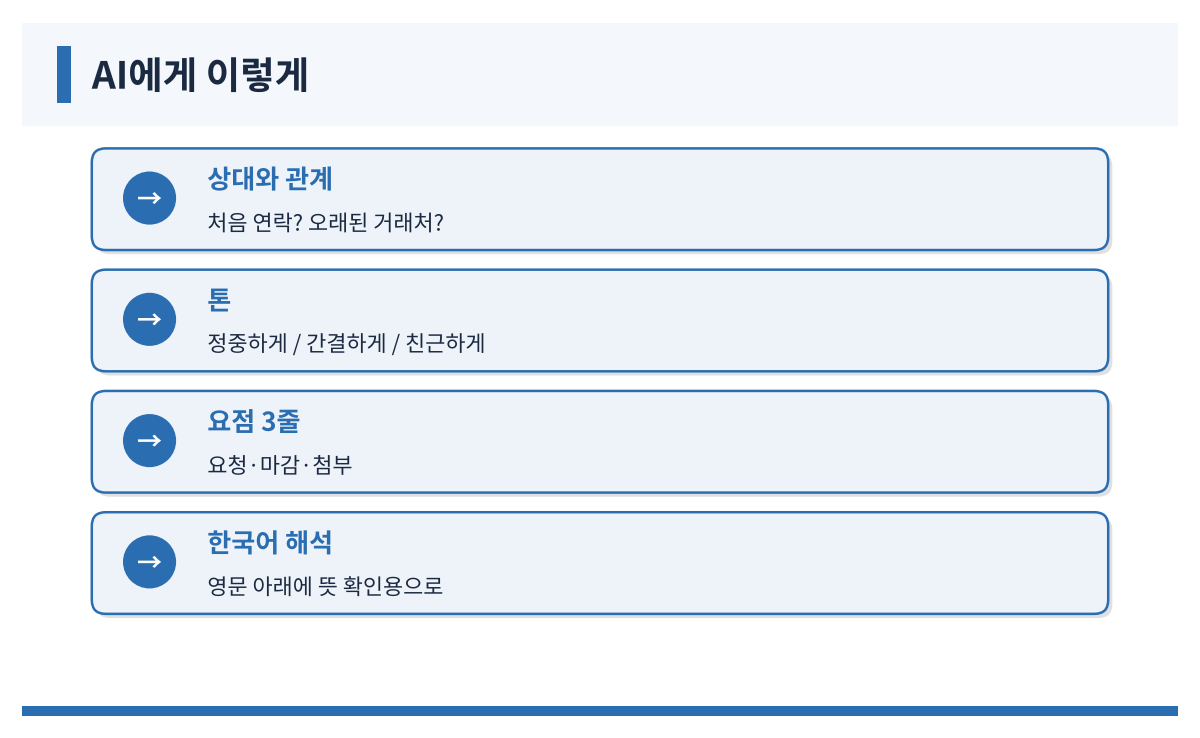 AI에게 이렇게
→ 상대와 관계
처음 연락? 오래된 거래처?
→ 톤
정중하게 / 간결하게 / 친근하게
→ 요점 3줄
요청·마감·첨부
→ 한국어 해석
영문 아래에 뜻 확인용으로